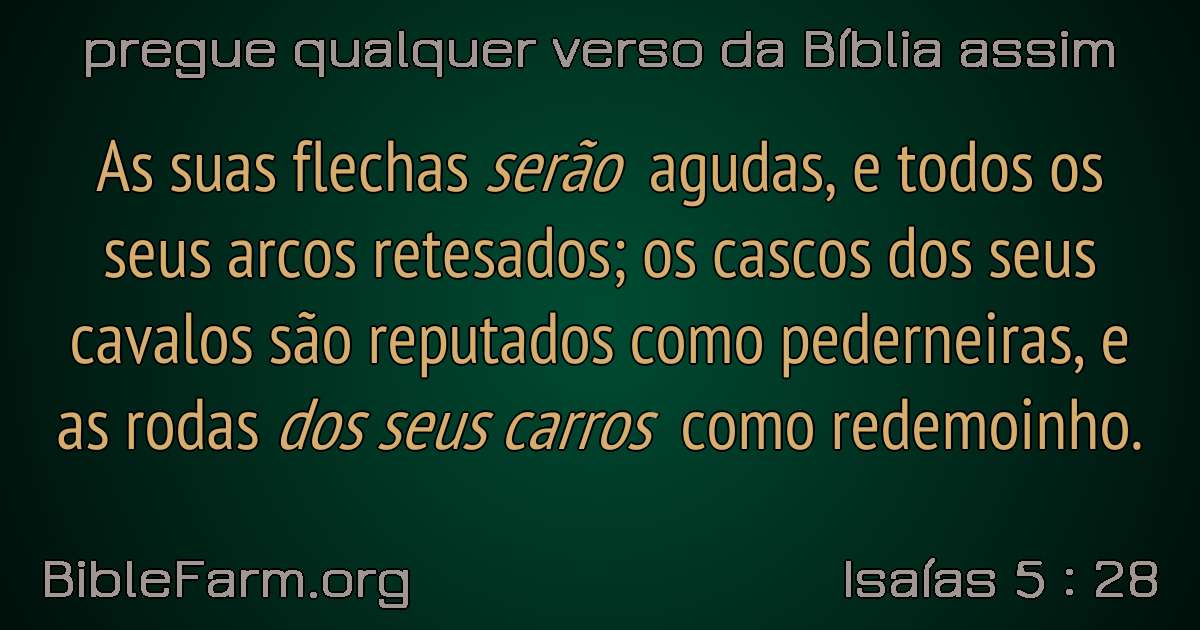 pregue qualquer verso da Bíblia assim
As suas flechas serão agudas, e todos os
seus arcos retesados; os cascos dos seus
cavalos são reputados como pederneiras, e
as rodas dos seus carros como redemoinho.
BibleFarm.org
Isaías 5 : 28